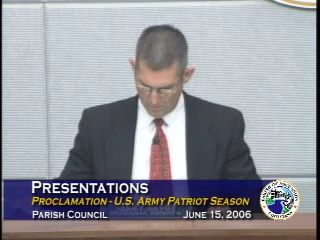 Presentations
Proclamation - U.S. Army Patriot Season
Parish Council June 15, 2006